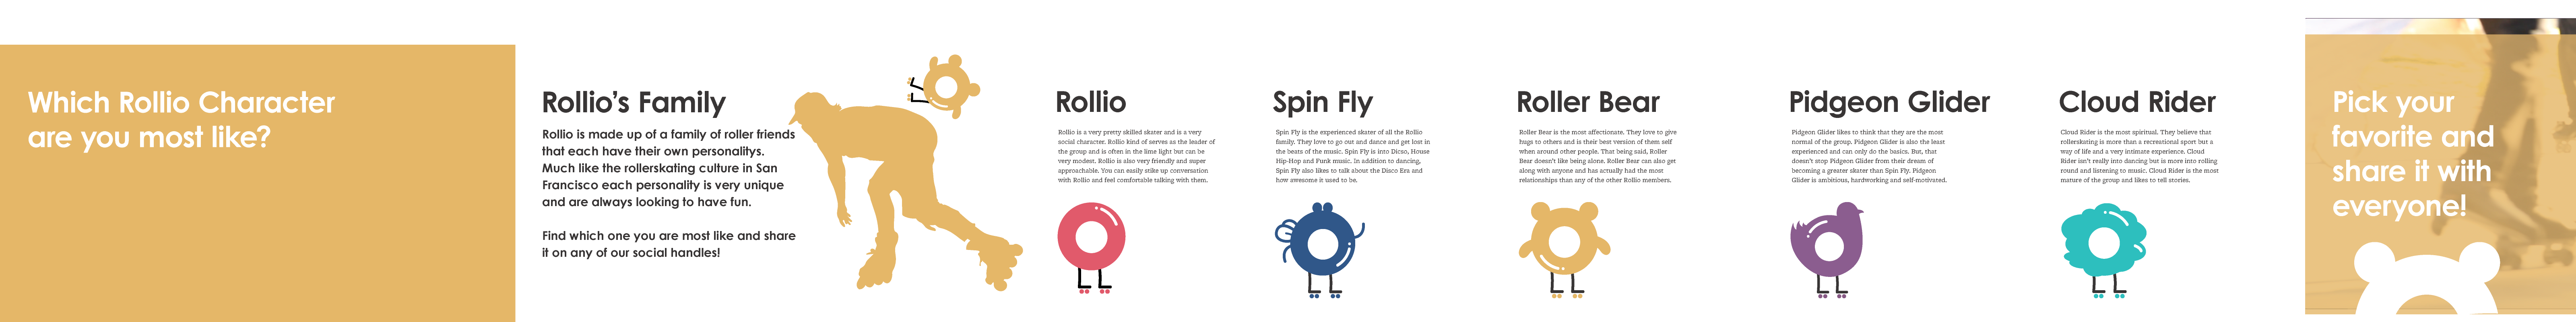 Which Rollio Character
are you most like?
Rollio's Family
Rollio is made up of a family of roller friends
that each have their own personalitys.
Much like the rollerskating culture in San
Francisco each personality is very unique
and are always looking to have fun.
Find which one you are most like and share
it on any of our social handles!
Rollio
Rollio is a very pretty skilled skater and is a very
social character. Rollio kind of serves as the leader of
the group and is often in the lime light but can be
very modest. Rollio is also very friendly and super
approachable. You can easily stike up conversation
with Rollio and feel comfortable talking with them.
Spin Fly
Spin Fly is the experienced skater of all the Rollio
family. They love to go out and dance and get lost in
the beats of the music. Spin Fly is into Dicso, House
Hip-Hop and Funk music. In addition to dancing,
Spin Fly also likes to talk about the Disco Era and
how awesome it used to be.
Roller Bear
Roller Bear is the most affectionate. They love to give
hugs to others and is their best version of them self
when around other people. That being said, Roller
Bear doesn't like being alone. Roller Bear can also get
along with anyone and has actually had the most
relationships than any of the other Rollio members.
Pidgeon Glider
Pidgeon Glider likes to think that they are the most
normal of the group. Pidgeon Glider is also the least
experienced and can only do the basics. But, that
doesn't stop Pidgeon Glider from their dream of
becoming a greater skater than Spin Fly. Pidgeon
Glider is ambitious, hardworking and self-motivated.
Cloud Rider
Cloud Rider is the most spiritual. They believe that
rollerskating is more than a recreational sport but a
way of life and a very intimate experience. Cloud
Rider isn't really into dancing but is more into rolling
round and listening to music. Cloud Rider is the most
mature of the group and likes to tell stories.
Pick your
favorite and
share it with
everyone!